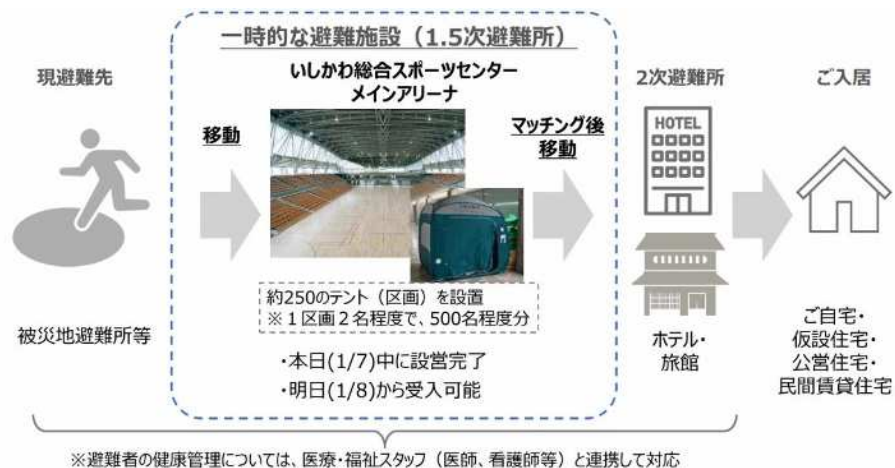 一時的な避難施設（1.5次避難所）
いしかわ総合スポーツセンター
メインアリーナ
現避難先
移動
マッチング後
移動
2次避難所
ご入居
HOTEL
約250のテント（区画）を設置
※１区画２名程度で、500名程度分
被災地避難所等
・本日(1/7)中に設営完了
・明日(1/8)から受入可能
ホテル・
旅館
ご自宅・
仮設住宅・
公営住宅・
民間賃貸住宅
※避難者の健康管理については、医療・福祉スタッフ（医師、看護師等）と連携して対応